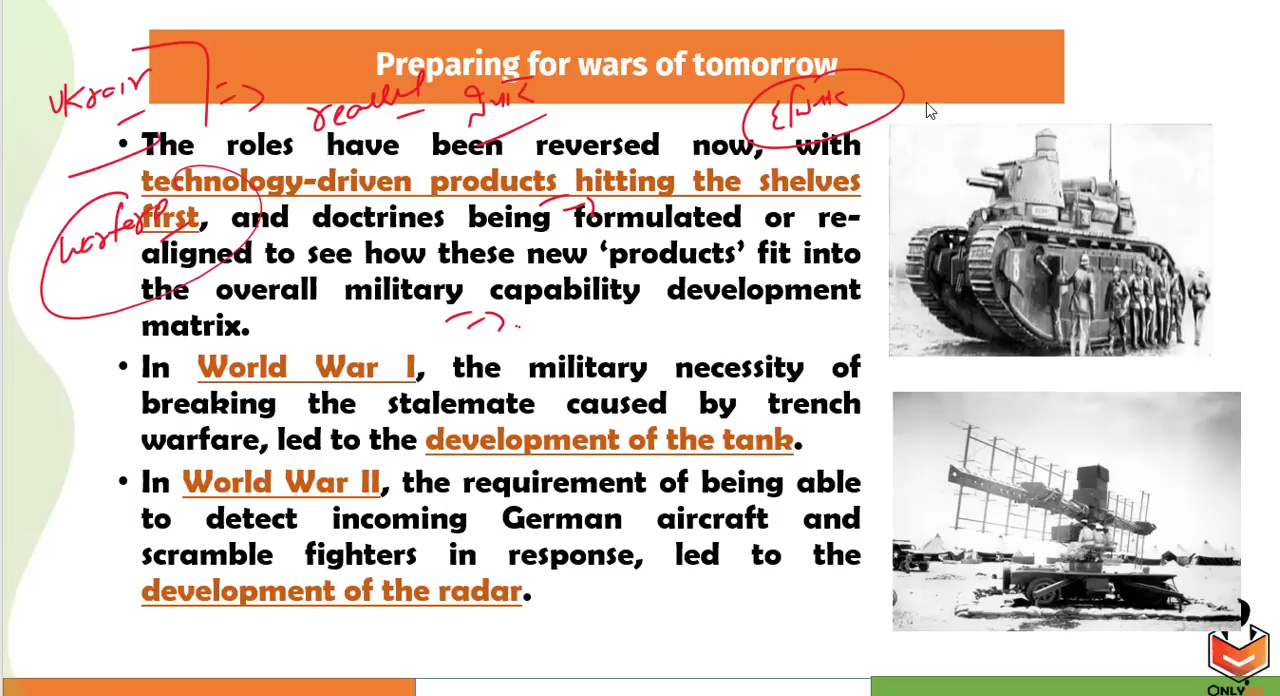 Preparing for wars of tomorrow
ukrain
warfare
• The roles have been reversed now, with
technology-driven products hitting the shelves
first, and doctrines being formulated or re-
aligned to see how these new ‘products’ fit into
the overall military capability development
matrix.
• In World War I, the military necessity of
breaking the stalemate caused by trench
warfare, led to the development of the tank.
• In World War II, the requirement of being able
to detect incoming German aircraft and
scramble fighters in response, led to the
development of the radar.